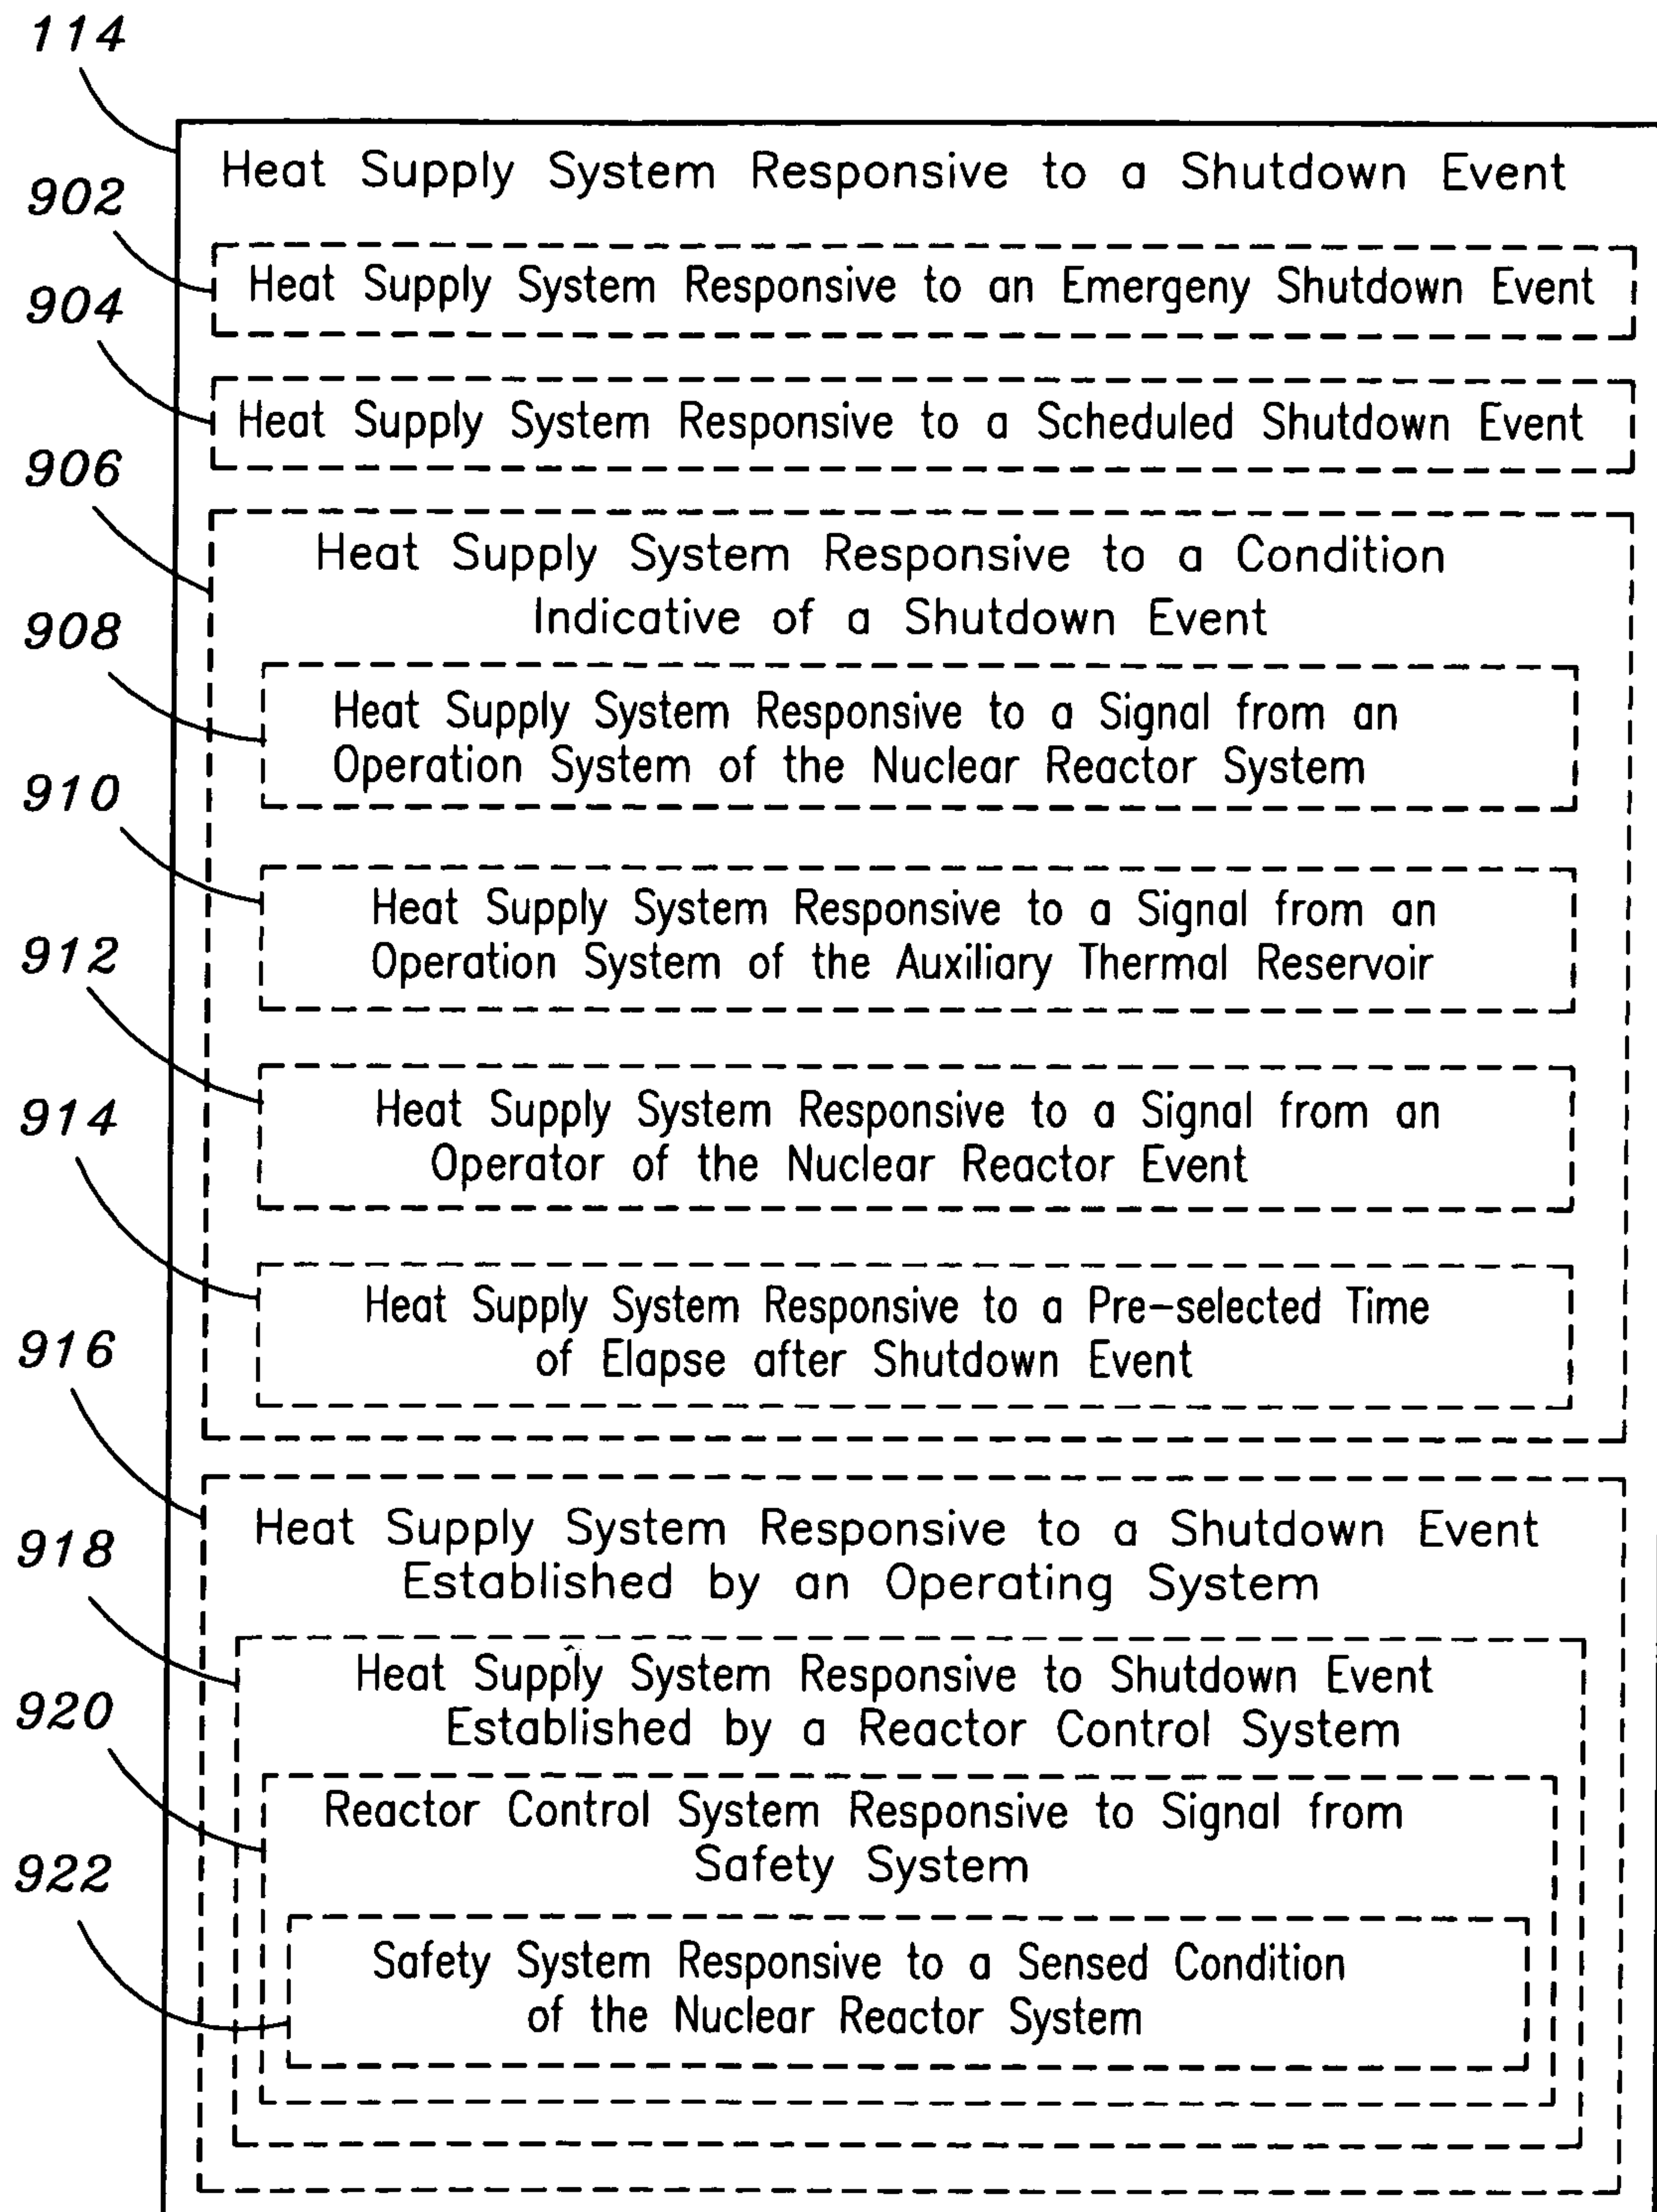 114
Heat Supply System Responsive to a Shutdown Event
902
Heat Supply System Responsive to an Emergeny Shutdown Event
904
Heat Supply System Responsive to a Scheduled Shutdown Event
906
Heat Supply System Responsive to a Condition
Indicative of a Shutdown Event
908
Heat Supply System Responsive to a Signal from an
Operation System of the Nuclear Reactor System
910
Heat Supply System Responsive to a Signal from an
Operation System of the Auxiliary Thermal Reservoir
912
Heat Supply System Responsive to a Signal from an
Operator of the Nuclear Reactor Event
914
Heat Supply System Responsive to a Pre-selected Time
of Elapse after Shutdown Event
916
Heat Supply System Responsive to a Shutdown Event
Established by an Operating System
918
Heat Supply System Responsive to Shutdown Event
Established by a Reactor Control System
920
Reactor Control System Responsive to Signal from
Safety System
922
Safety System Responsive to a Sensed Condition
of the Nuclear Reactor System